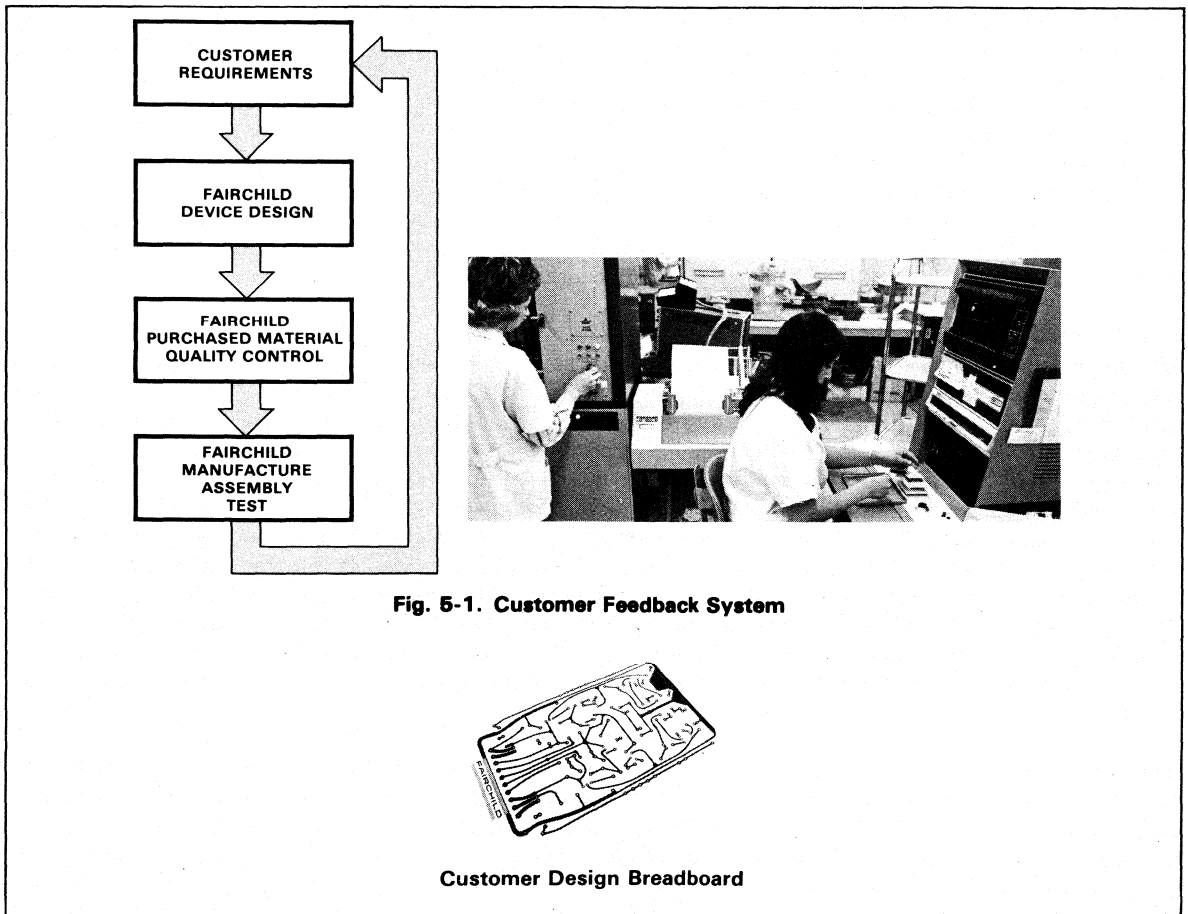 CUSTOMER
REQUIREMENTS
FAIRCHILD
DEVICE DESIGN
FAIRCHILD
PURCHASED MATERIAL
QUALITY CONTROL
FAIRCHILD
MANUFACTURE
ASSEMBLY
TEST
Fig. 5-1. Customer Feedback System
FAIRCHILD
Customer Design Breadboard